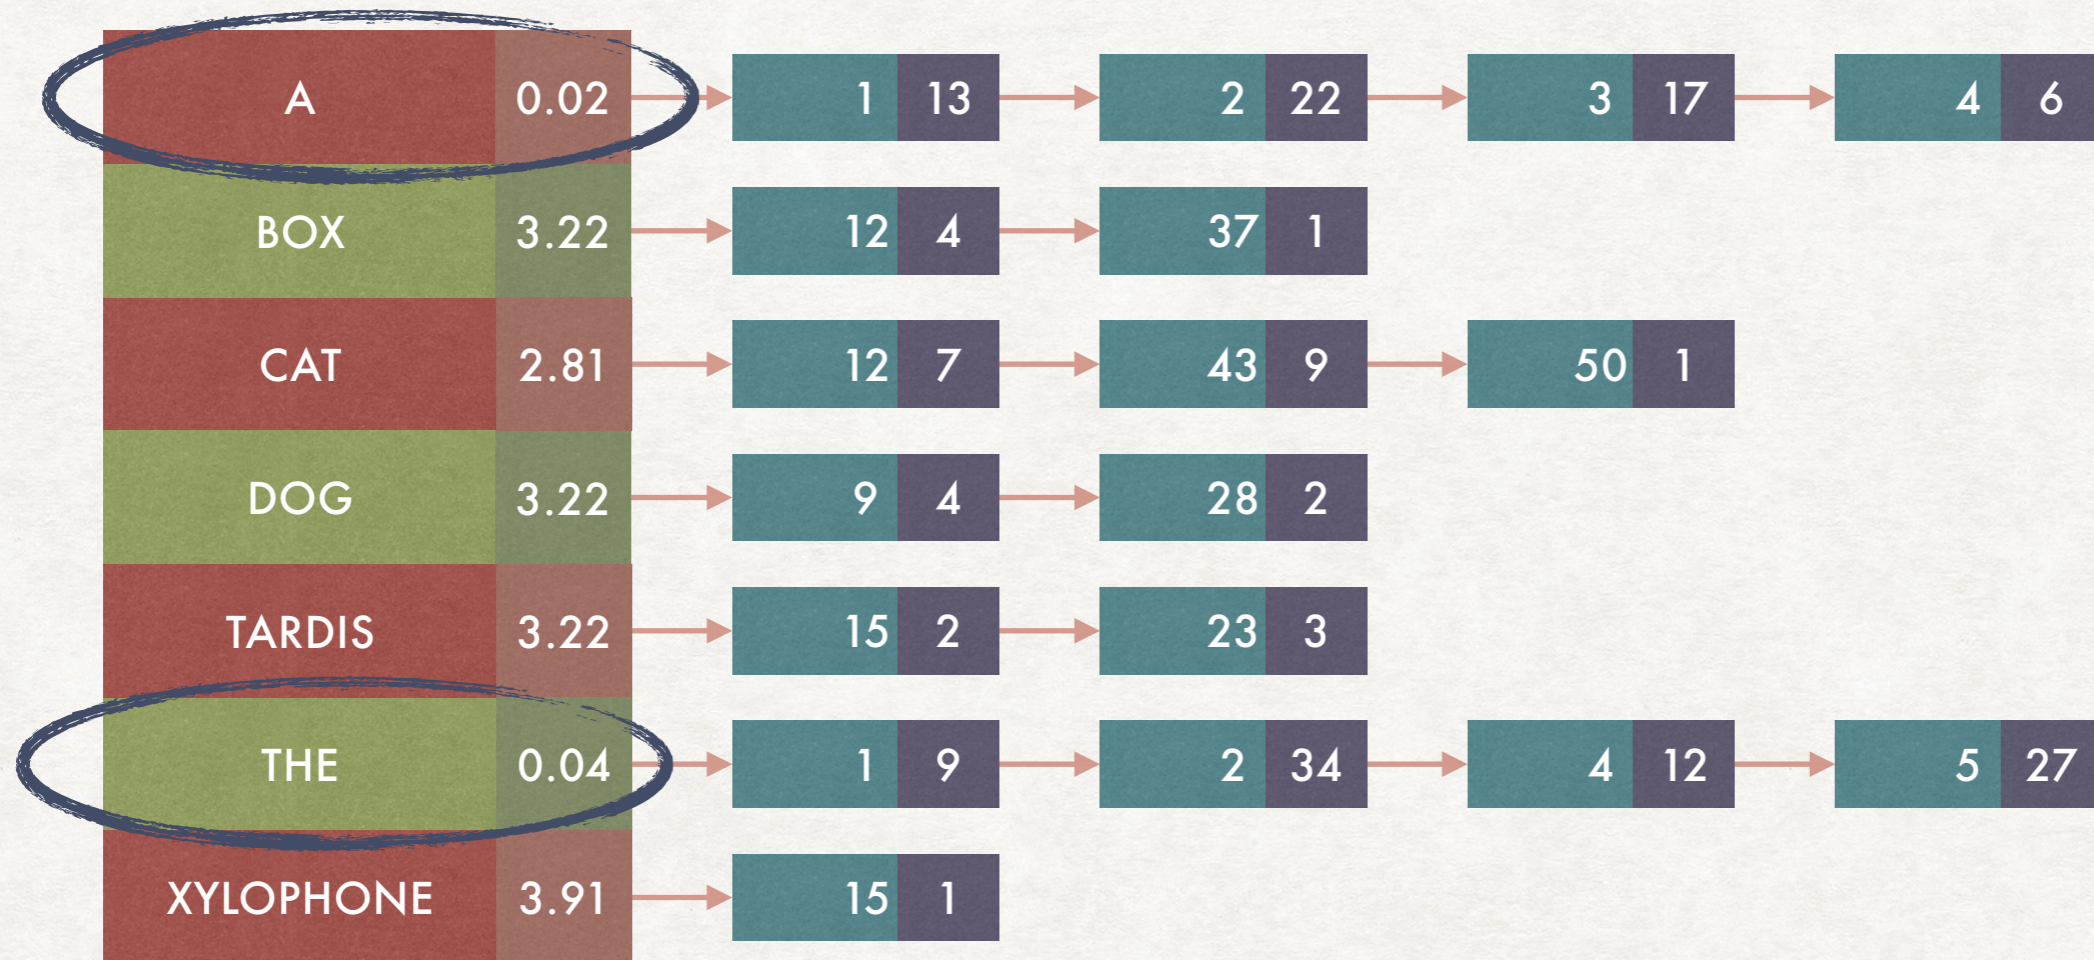 A 0.02 1 13 2 22 3 17 4 6
BOX 3.22 12 4 37 1
CAT 2.81 12 7 43 9 50 1
DOG 3.22 9 4 28 2
TARDIS 3.22 15 2 23 3
THE 0.04 1 9 2 34 4 12 5 27
XYLOPHONE 3.91 15 1